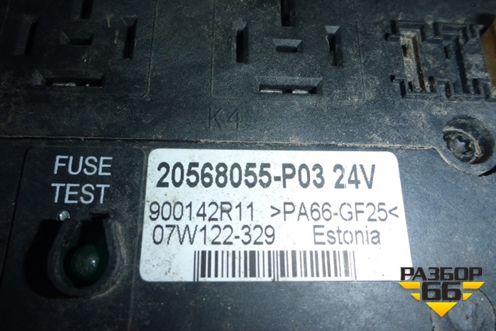 K4
FUSE
TEST
20568055-P03 24V
900142R11 >PA66-GF25<
07W122-329 Estonia
РАЗБОР
66